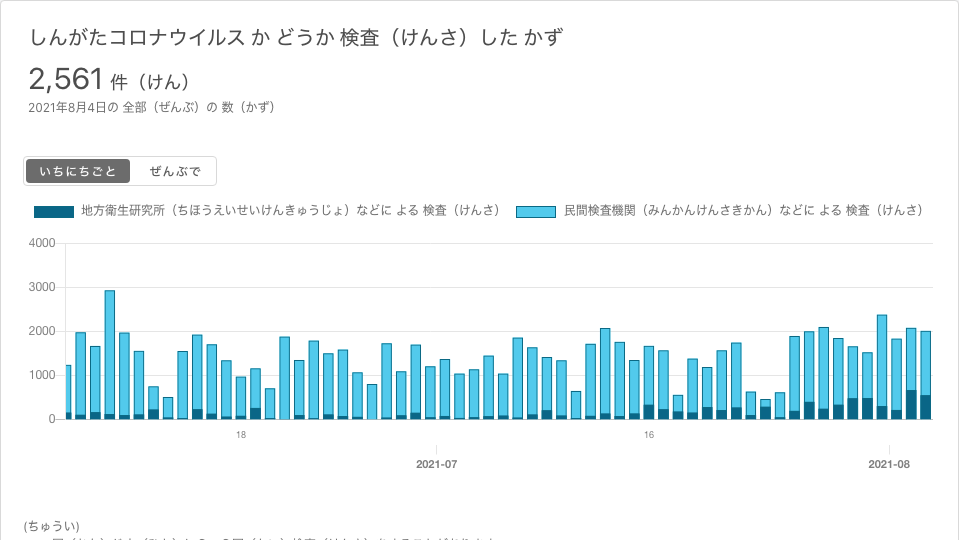 しんがたコロナウイルス か どうか 検査（けんさ）した かず
2,561 件（けん）
2021年8月4日の 全部（ぜんぶ）の 数（かず）
いちにちごと ぜんぶで
地方衛生研究所（ちほうえいせいけんきゅうじょ）などに よる 検査（けんさ） 民間検査機関（みんかんけんさきかん）などに よる 検査（けんさ）
4000
3000
2000
1000
0
18 16
2021-07 2021-08
(ちゅうい)